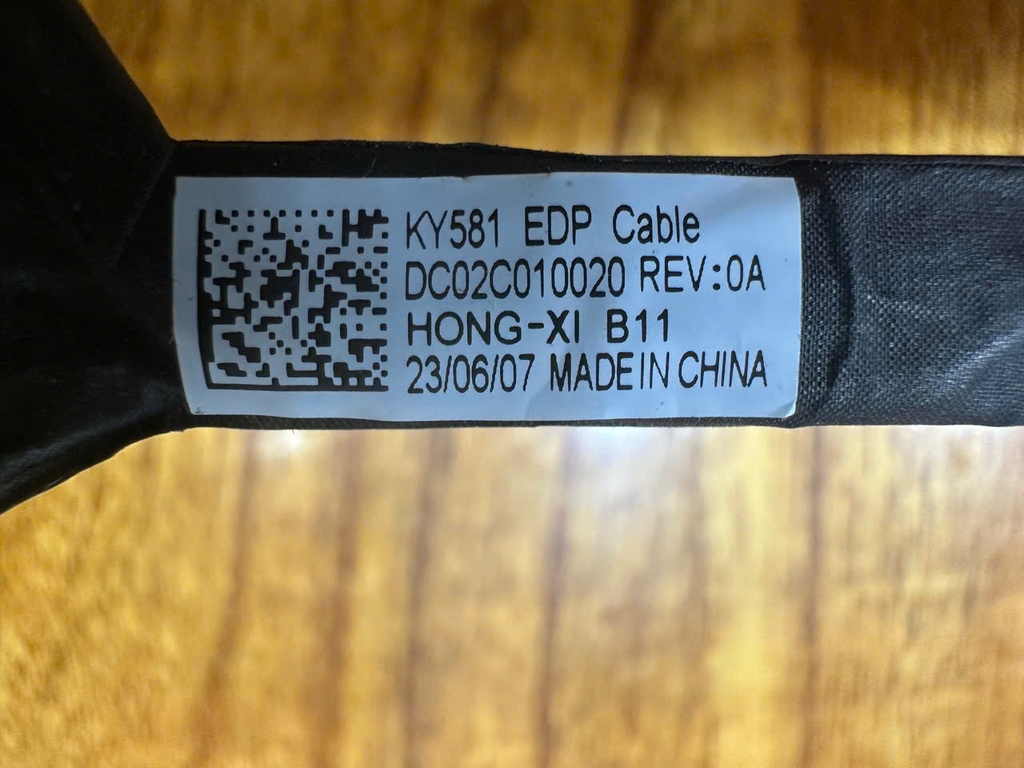 KY581 EDP Cable
DC02C010020 REV:0A
HONG-XI B11
23/06/07 MADE IN CHINA